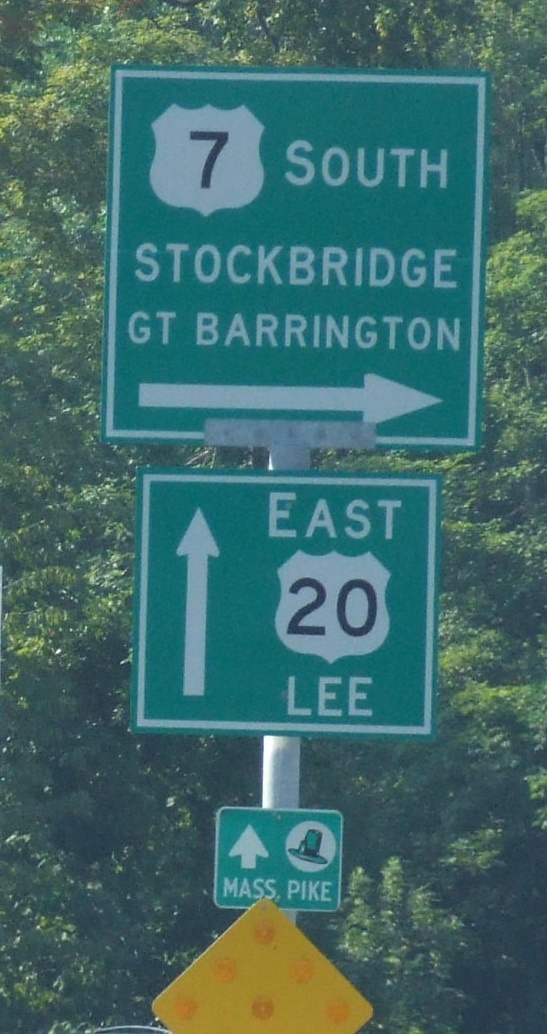 7 SOUTH
STOCKBRIDGE
GT BARRINGTON
EAST
20
LEE
MASS. PIKE